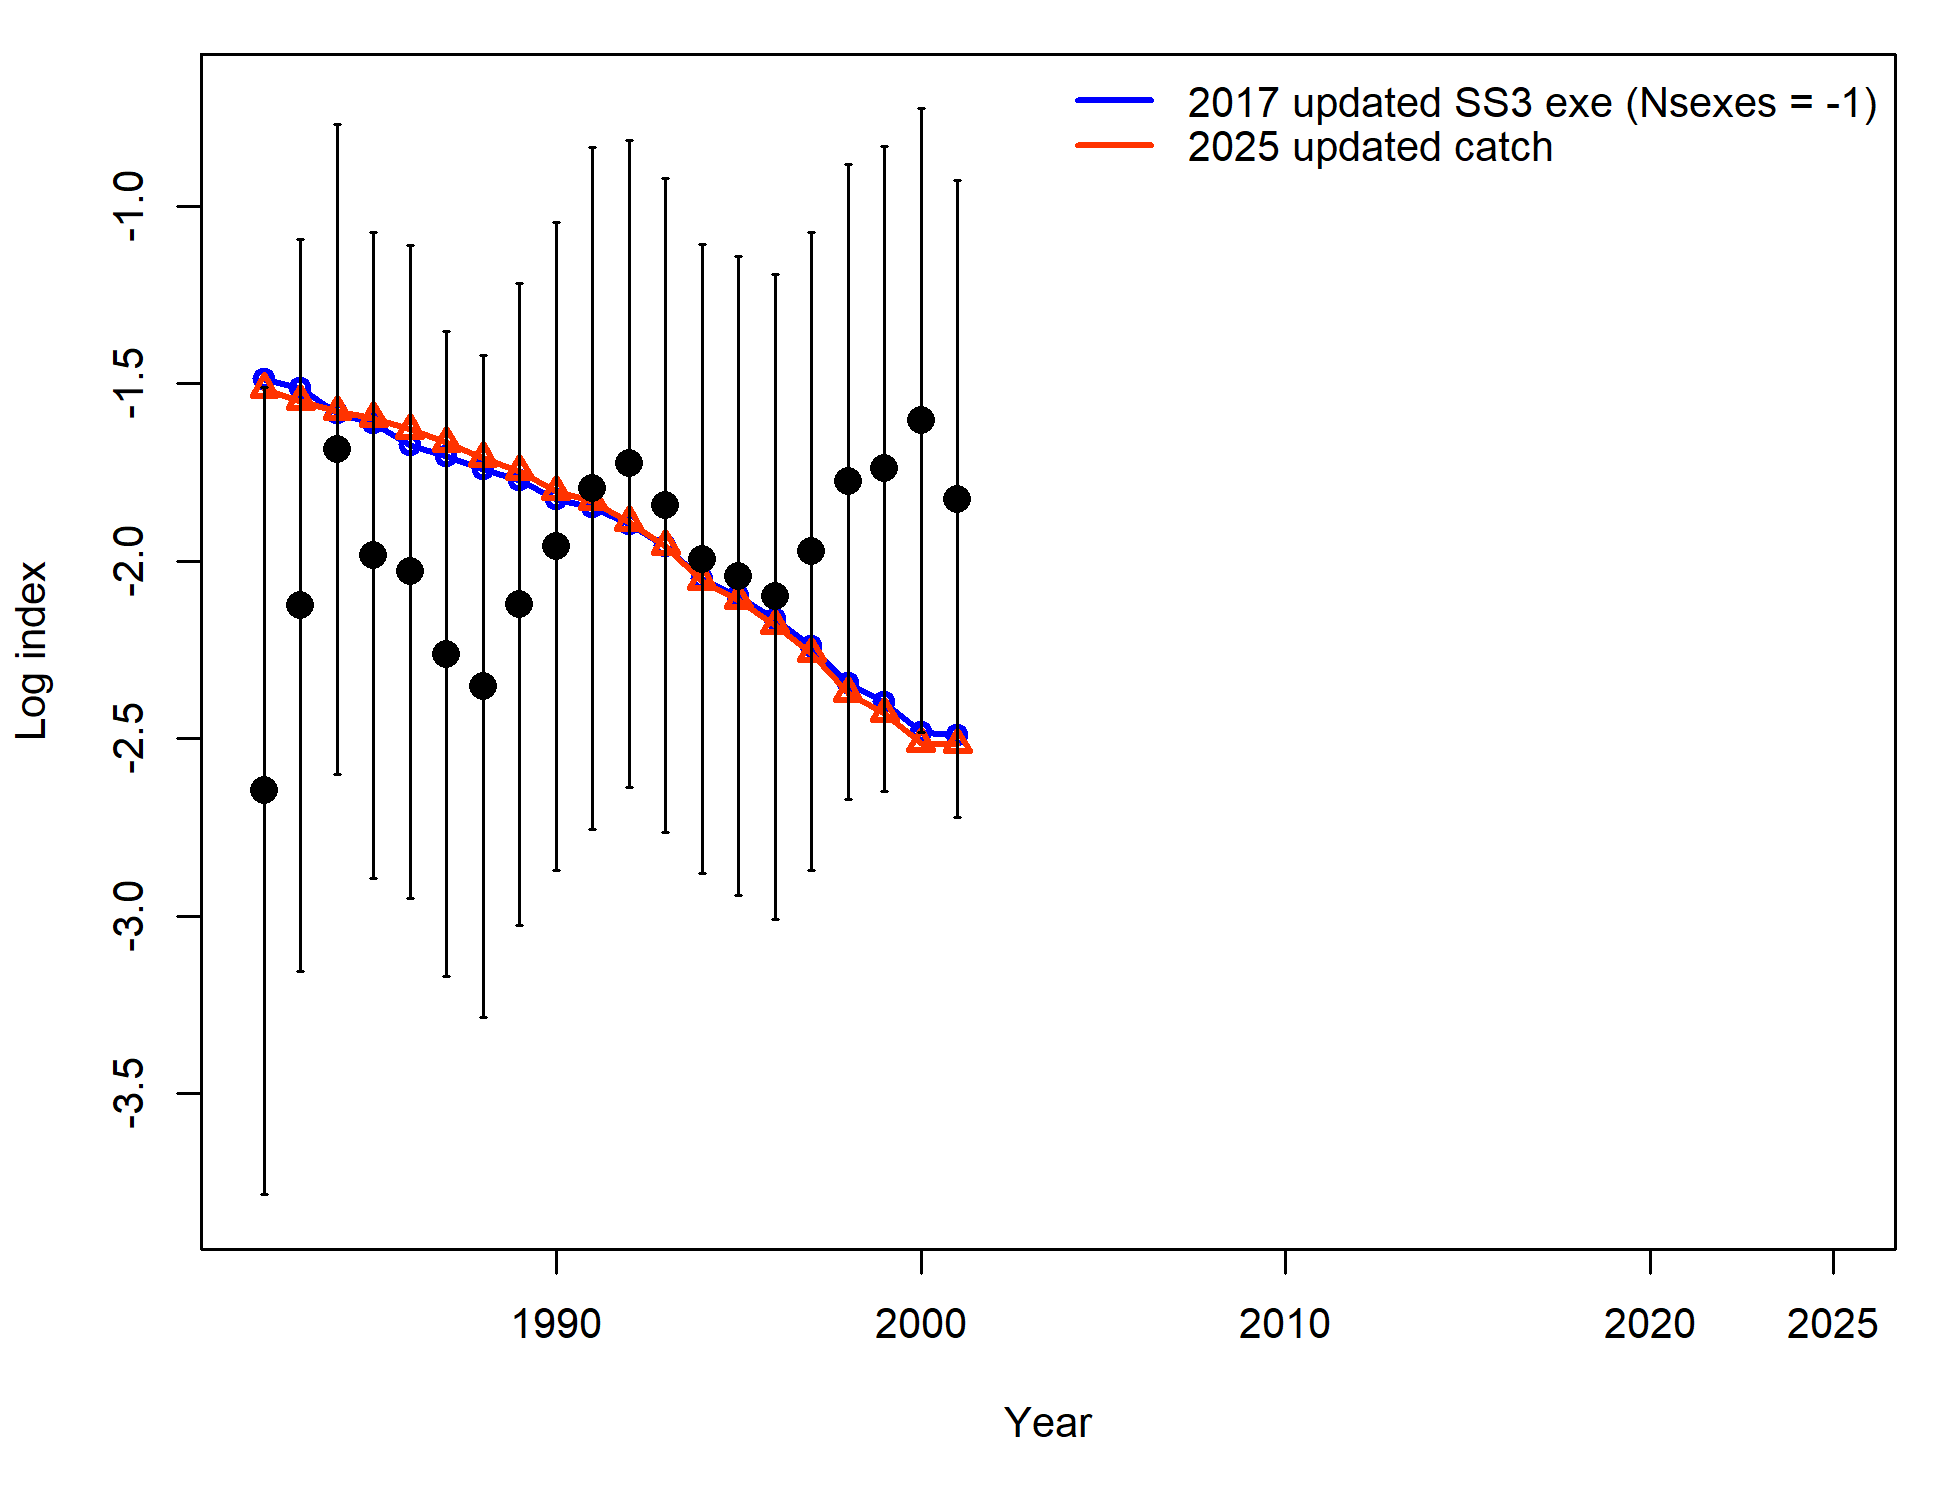 2017 updated SS3 exe (Nsexes = -1)
2025 updated catch
Log index
-1.0
-1.5
-2.0
-2.5
-3.0
-3.5
1990
2000
2010
2020
2025
Year